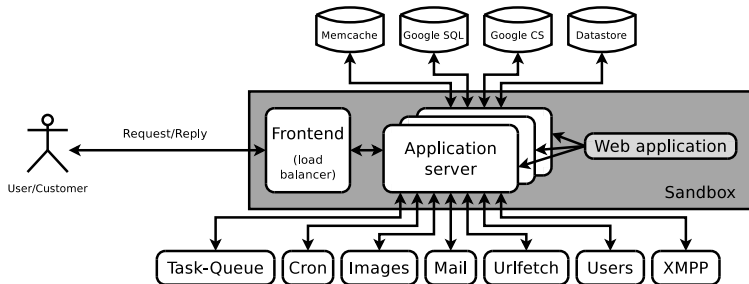 Memcache
Google SQL
Google CS
Datastore
Request/Reply
User/Customer
Frontend
(load
balancer)
Application
server
Web application
Sandbox
Task-Queue
Cron
Images
Mail
Urlfetch
Users
XMPP